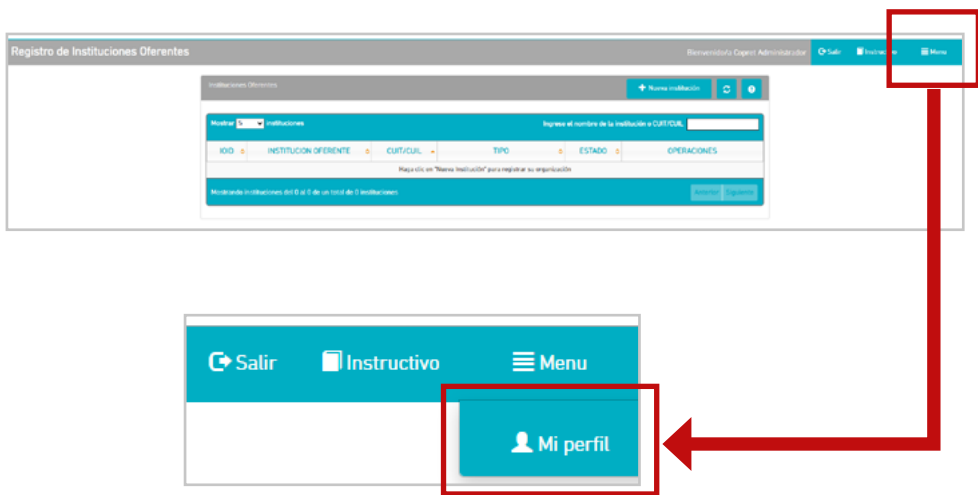 Registro de Instituciones Oferentes
Bienvenido/a Copret Administrador Salir Instructivo Menu
Instituciones Oferentes
Nueva institución
Mostrar 5 instituciones
Ingrese el nombre de la institución o CUIT/CUIL
IOID INSTITUCION OFERENTE CUIT/CUIL TIPO ESTADO OPERACIONES
Haga clic en "Nueva Institución" para registrar su organización
Mostrando instituciones del 0 al 0 de un total de 0 instituciones
Anterior Siguiente
Salir Instructivo Menu
Mi perfil